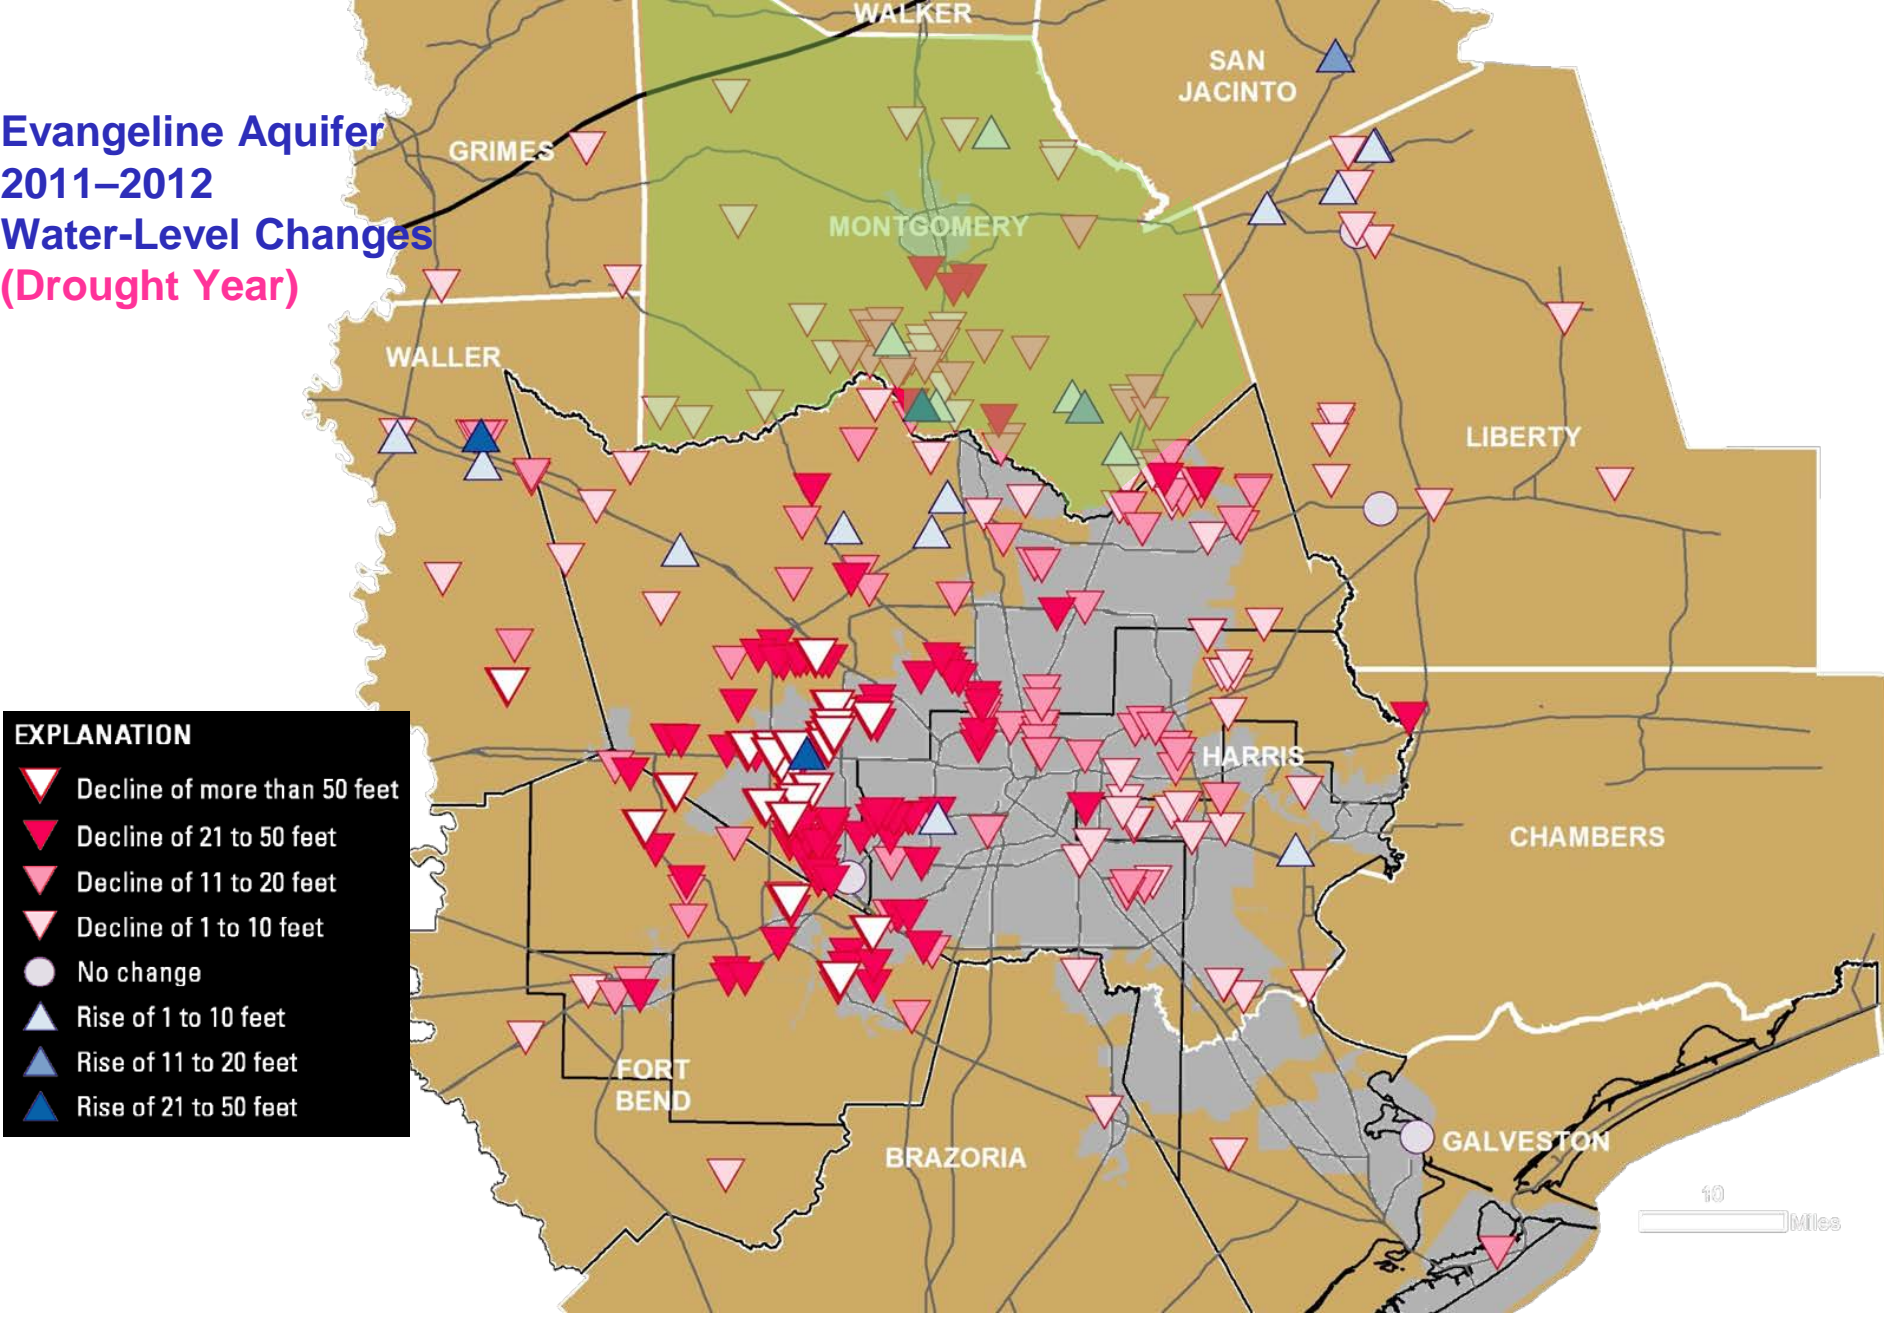 WALKER
SAN
JACINTO
Evangeline Aquifer
2011–2012
Water-Level Changes
(Drought Year)
GRIMES
MONTGOMERY
WALLER
LIBERTY
HARRIS
CHAMBERS
EXPLANATION
Decline of more than 50 feet
Decline of 21 to 50 feet
Decline of 11 to 20 feet
Decline of 1 to 10 feet
No change
Rise of 1 to 10 feet
Rise of 11 to 20 feet
Rise of 21 to 50 feet
FORT
BEND
BRAZORIA
GALVESTON
10
Miles